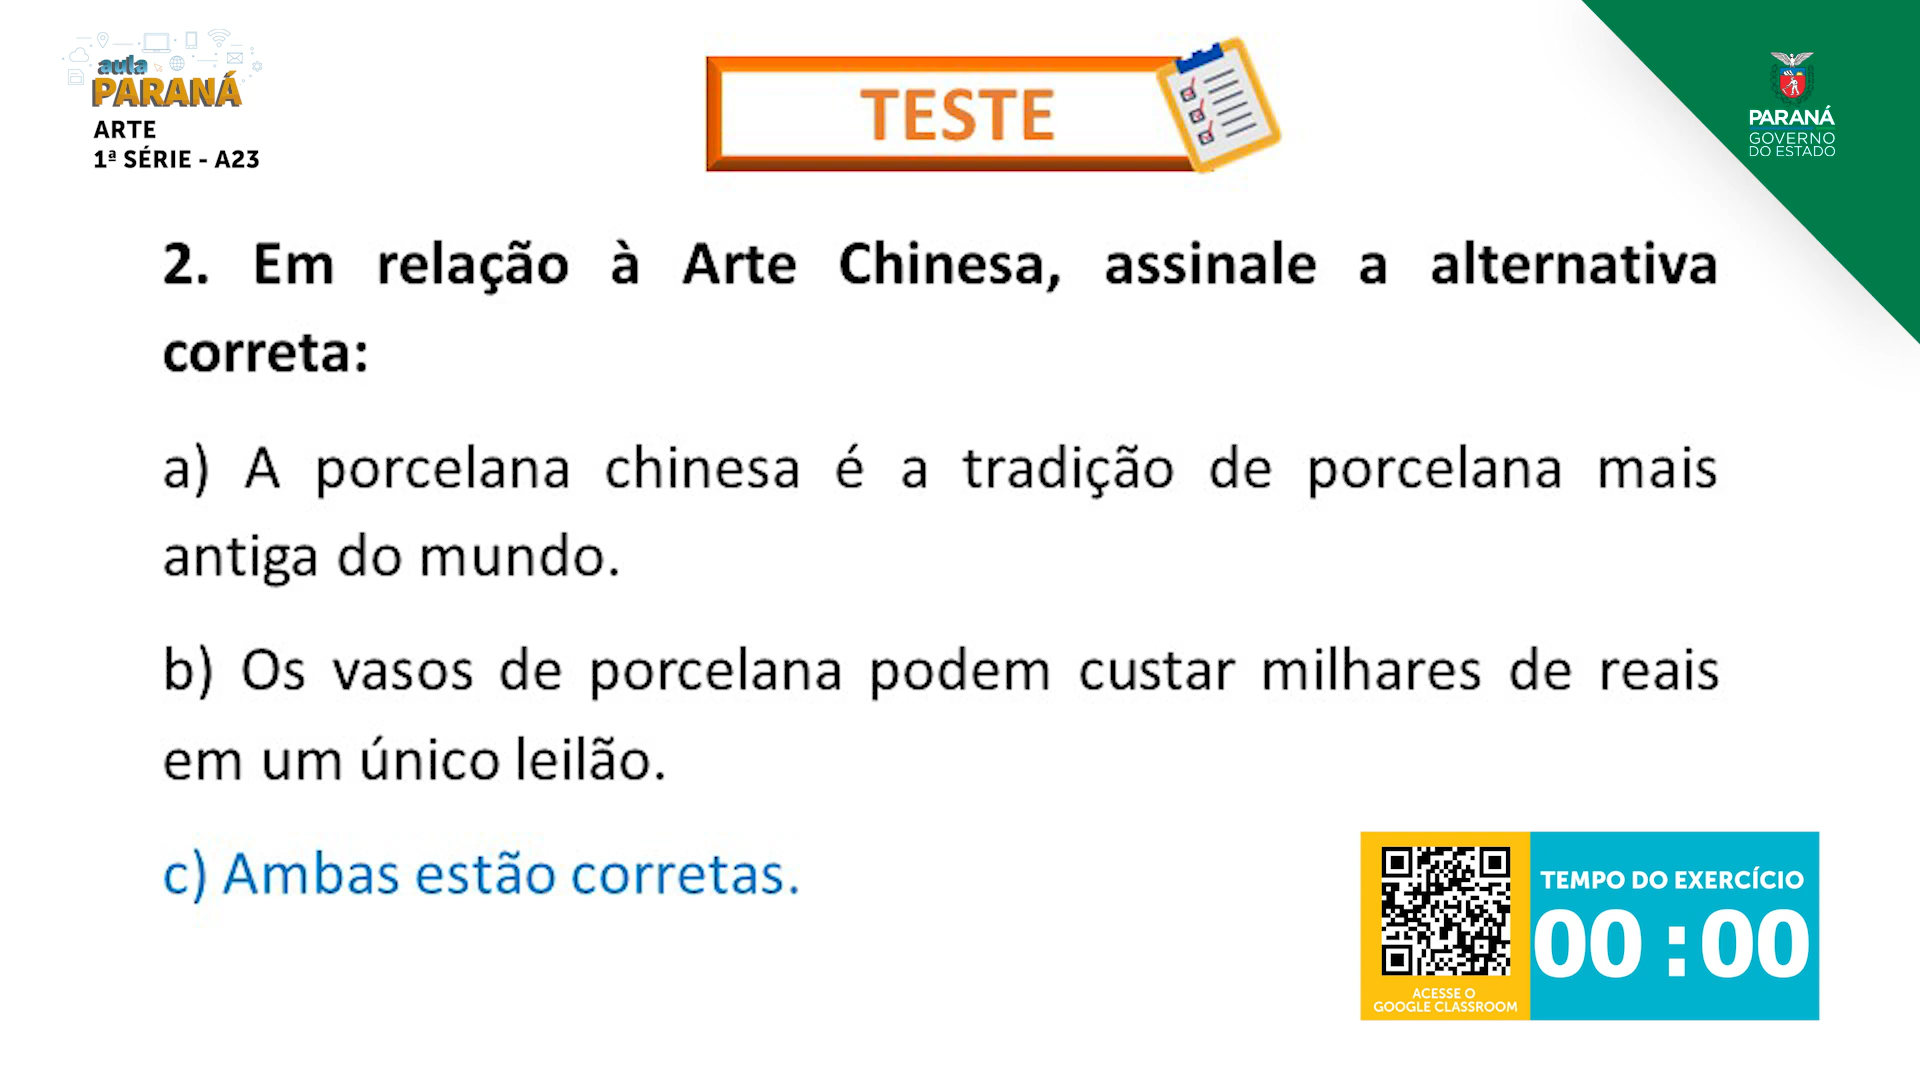 aula
PARANÁ
ARTE
1ª SÉRIE - A23
TESTE
PARANÁ
GOVERNO
DO ESTADO
2. Em relação à Arte Chinesa, assinale a alternativa
correta:
a) A porcelana chinesa é a tradição de porcelana mais
antiga do mundo.
b) Os vasos de porcelana podem custar milhares de reais
em um único leilão.
c) Ambas estão corretas.
TEMPO DO EXERCÍCIO
00:00
ACESSE O
GOOGLE CLASSROOM